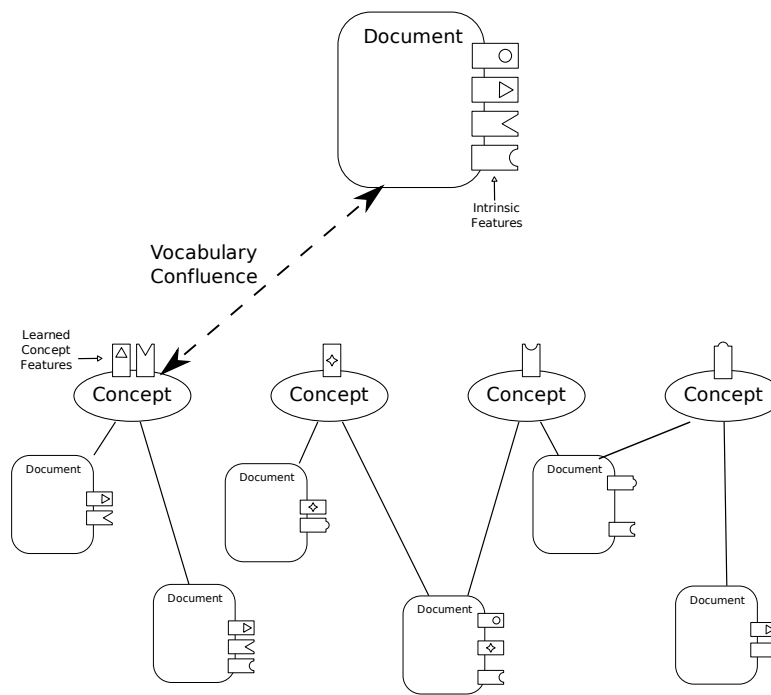 Document
Intrinsic
Features
Vocabulary
Confluence
Learned
Concept
Features
Concept
Concept
Concept
Concept
Document
Document
Document
Document
Document
Document